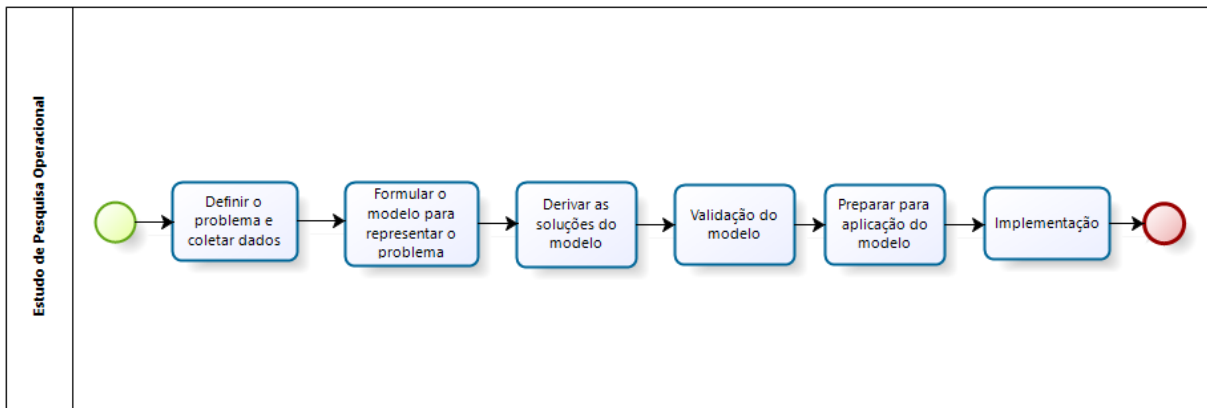 Estudo de Pesquisa Operacional
Definir o
problema e
coletar dados
Formular o
modelo para
representar o
problema
Derivar as
soluções do
modelo
Validação do
modelo
Preparar para
aplicação do
modelo
Implementação